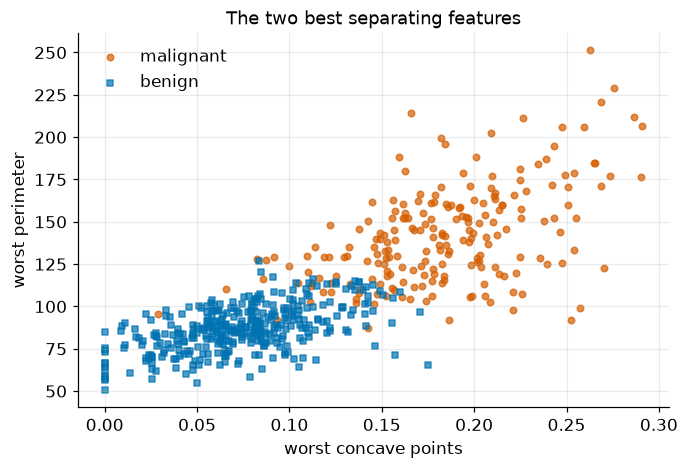 The two best separating features
malignant
benign
250
225
200
175
150
125
100
75
50
worst perimeter
0.00 0.05 0.10 0.15 0.20 0.25 0.30
worst concave points